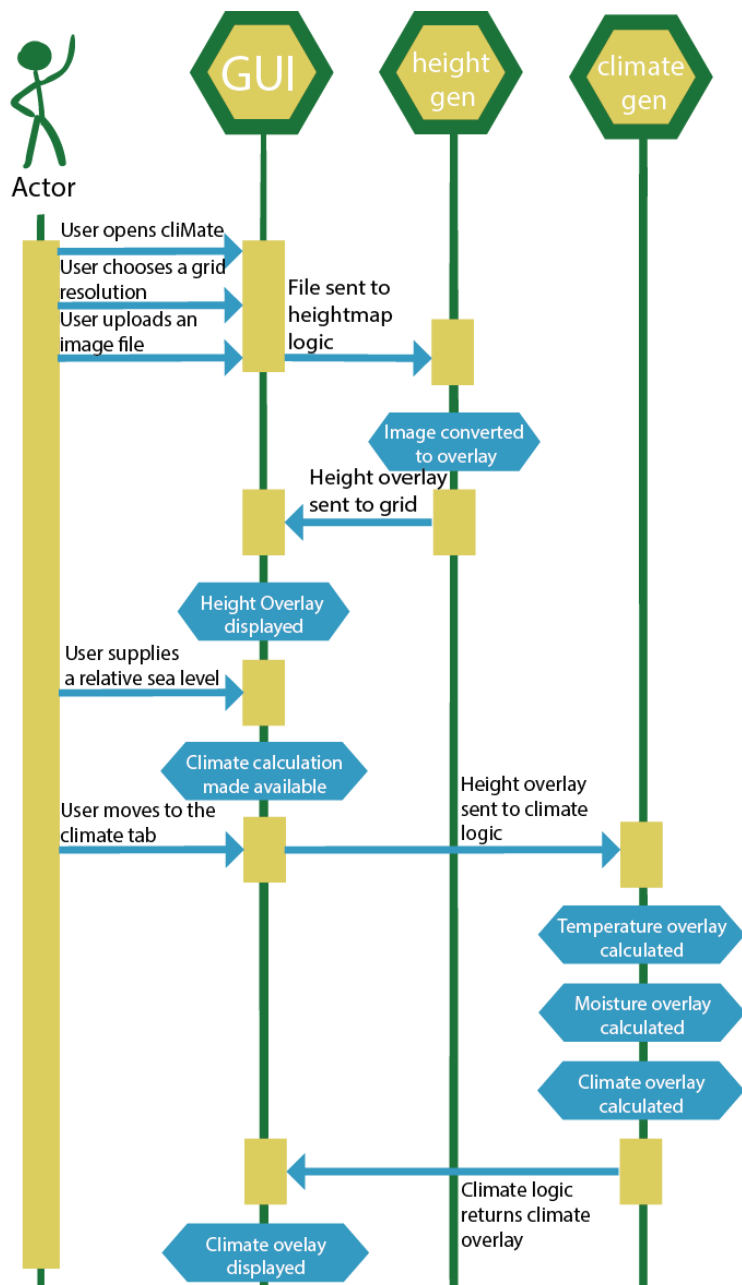 GUI
height
gen
climate
gen
Actor
User opens cliMate
User chooses a grid
resolution
User uploads an
image file
File sent to
heightmap
logic
Image converted
to overlay
Height overlay
sent to grid
Height Overlay
displayed
User supplies
a relative sea level
Climate calculation
made available
User moves to the
climate tab
Height overlay
sent to climate
logic
Temperature overlay
calculated
Moisture overlay
calculated
Climate overlay
calculated
Climate logic
returns climate
overlay
Climate ovelay
displayed